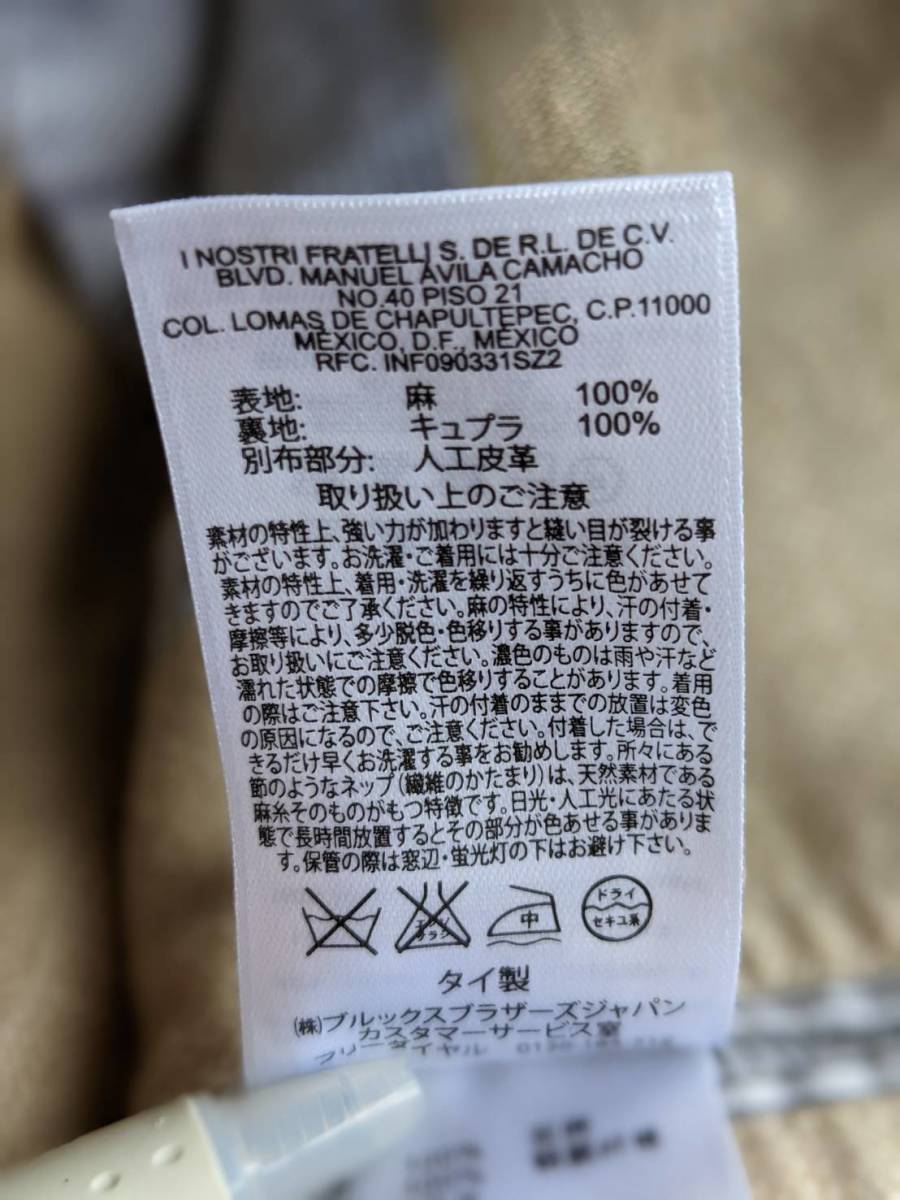 I NOSTRI FRATELLI S. DE R.L. DE C.V.
BLVD. MANUEL ÁVILA CAMACHO
NO.40 PISO 21
COL. LOMAS DE CHAPULTEPEC, C.P.11000
MÉXICO, D.F., MÉXICO
RFC. INF090331SZ2
表地: 麻 100%
裏地: キュプラ 100%
別布部分: 人工皮革
取り扱い上のご注意
素材の特性上、強い力が加わりますと縫い目が裂ける事
がございます。お洗濯・ご着用には十分ご注意ください。
素材の特性上、着用・洗濯を繰り返すうちに色があせて
きますのでご了承ください。麻の特性により、汗の付着・
摩擦等により、多少脱色・色移りする事がありますので、
お取り扱いにご注意ください。濃色のものは雨や汗など
濡れた状態での摩擦で色移りすることがあります。着用
の際はご注意下さい。汗の付着のままでの放置は変色
の原因になるので、ご注意ください。付着した場合は、で
きるだけ早くお洗濯する事をお勧めします。所々にある
節のようなネップ(繊維のかたまり)は、天然素材である
麻糸そのものがもつ特徴です。日光・人工光にあたる状
態で長時間放置するとその部分が色あせる事がありま
す。保管の際は窓辺・蛍光灯の下はお避け下さい。
エンソ サラシ 中 ドライ セキユ系
タイ製
(株)ブルックスブラザーズジャパン
カスタマーサービス室
フリーダイヤル
100%
100%